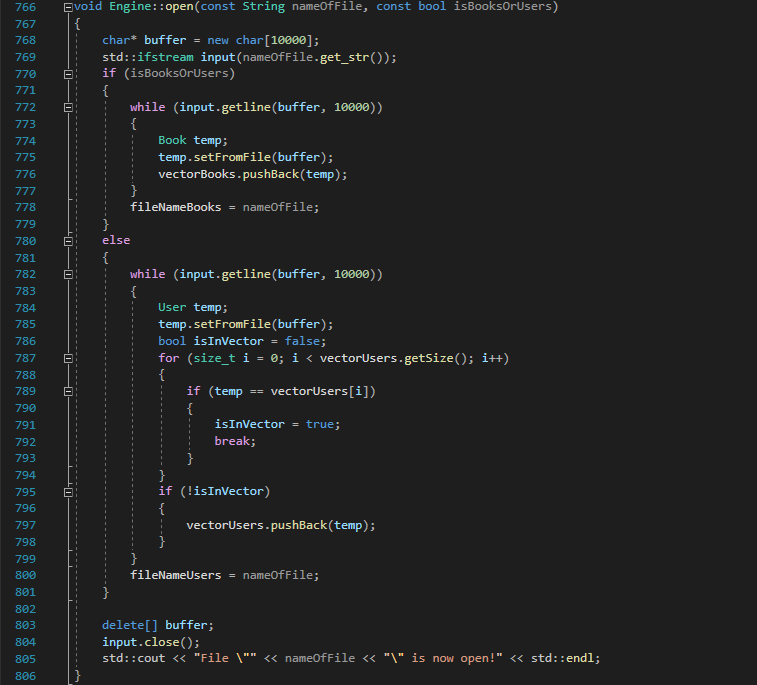 766 void Engine::open(const String nameOfFile, const bool isBooksOrUsers)
767 {
768     char* buffer = new char[10000];
769     std::ifstream input(nameOfFile.get_str());
770     if (isBooksOrUsers)
771     {
772         while (input.getline(buffer, 10000))
773         {
774             Book temp;
775             temp.setFromFile(buffer);
776             vectorBooks.pushBack(temp);
777         }
778         fileNameBooks = nameOfFile;
779     }
780     else
781     {
782         while (input.getline(buffer, 10000))
783         {
784             User temp;
785             temp.setFromFile(buffer);
786             bool isInVector = false;
787             for (size_t i = 0; i < vectorUsers.getSize(); i++)
788             {
789                 if (temp == vectorUsers[i])
790                 {
791                     isInVector = true;
792                     break;
793                 }
794             }
795             if (!isInVector)
796             {
797                 vectorUsers.pushBack(temp);
798             }
799         }
800         fileNameUsers = nameOfFile;
801     }
802
803     delete[] buffer;
804     input.close();
805     std::cout << "File \"" << nameOfFile << "\" is now open!" << std::endl;
806 }